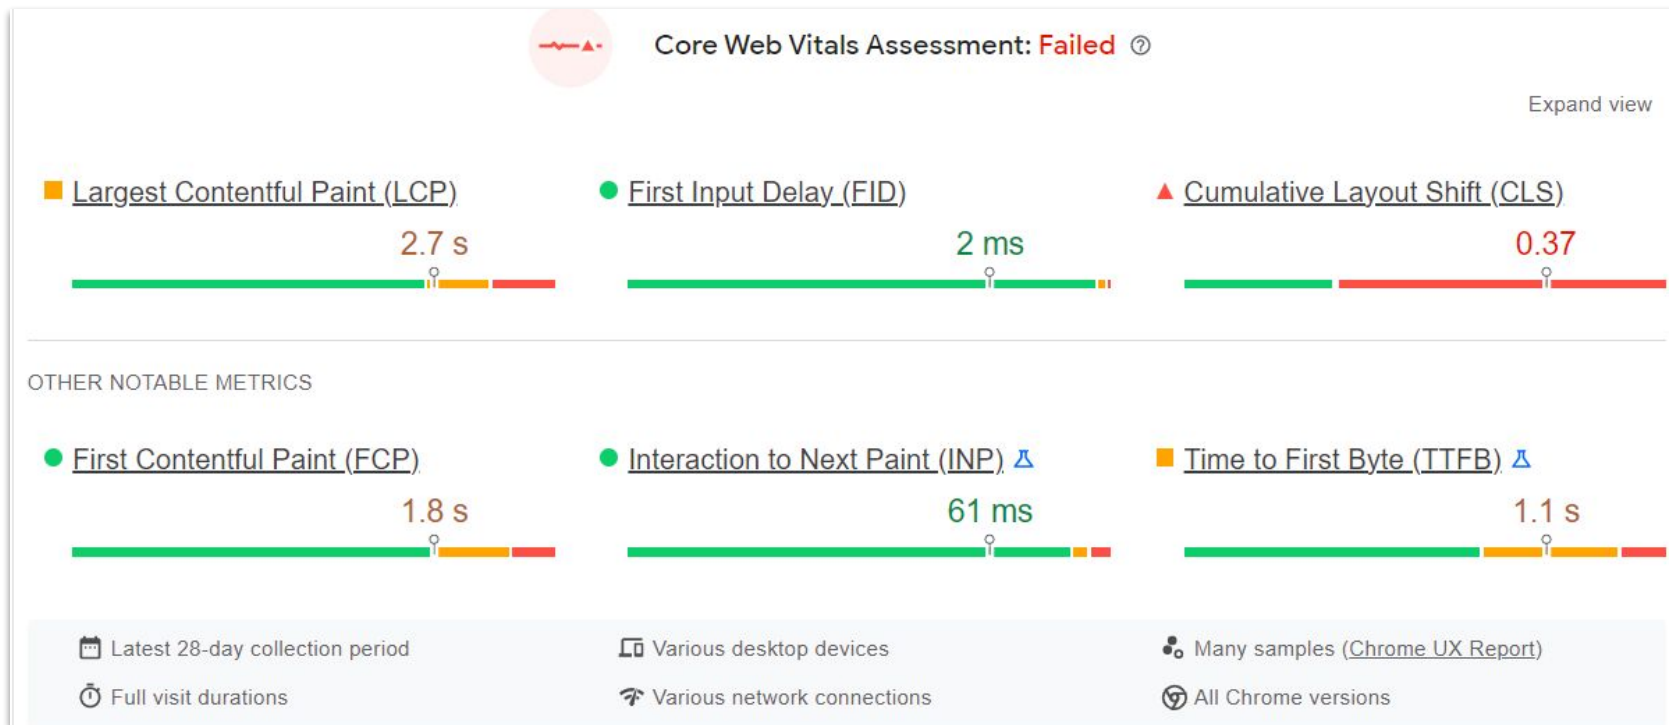 Core Web Vitals Assessment: Failed
Expand view
Largest Contentful Paint (LCP)
2.7 s
First Input Delay (FID)
2 ms
Cumulative Layout Shift (CLS)
0.37
OTHER NOTABLE METRICS
First Contentful Paint (FCP)
1.8 s
Interaction to Next Paint (INP)
61 ms
Time to First Byte (TTFB)
1.1 s
Latest 28-day collection period
Various desktop devices
Many samples (Chrome UX Report)
Full visit durations
Various network connections
All Chrome versions